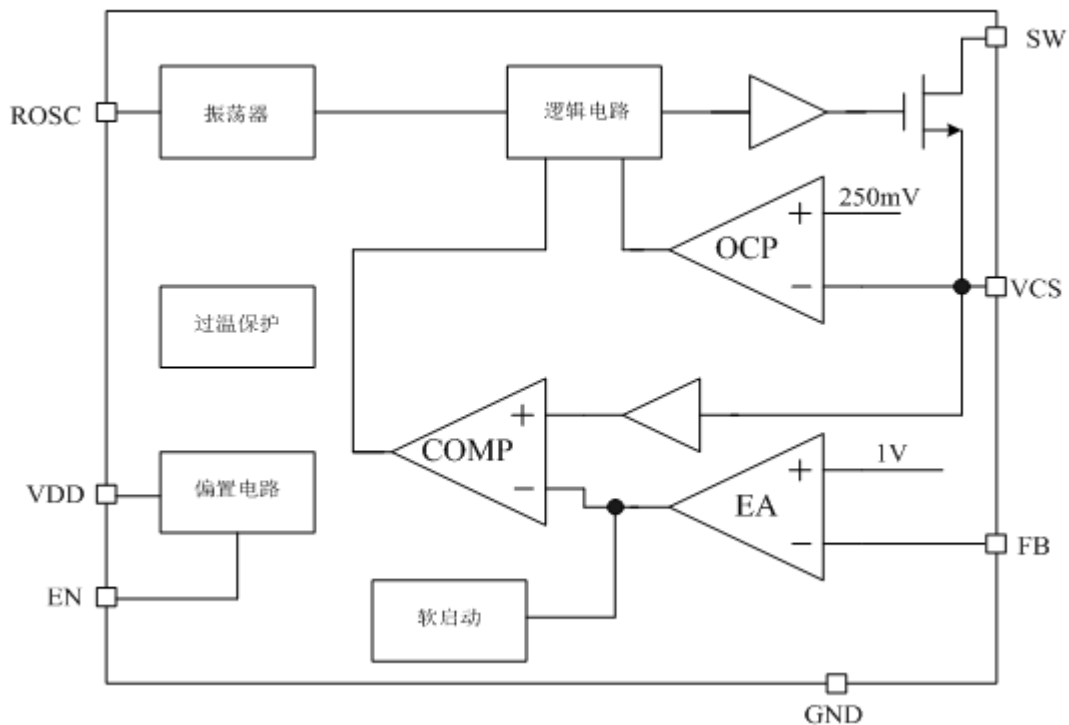 SW
ROSC
振荡器
逻辑电路
250mV
+
OCP
−
VCS
过温保护
+
COMP
−
1V
+
EA
−
VDD
偏置电路
FB
EN
软启动
GND